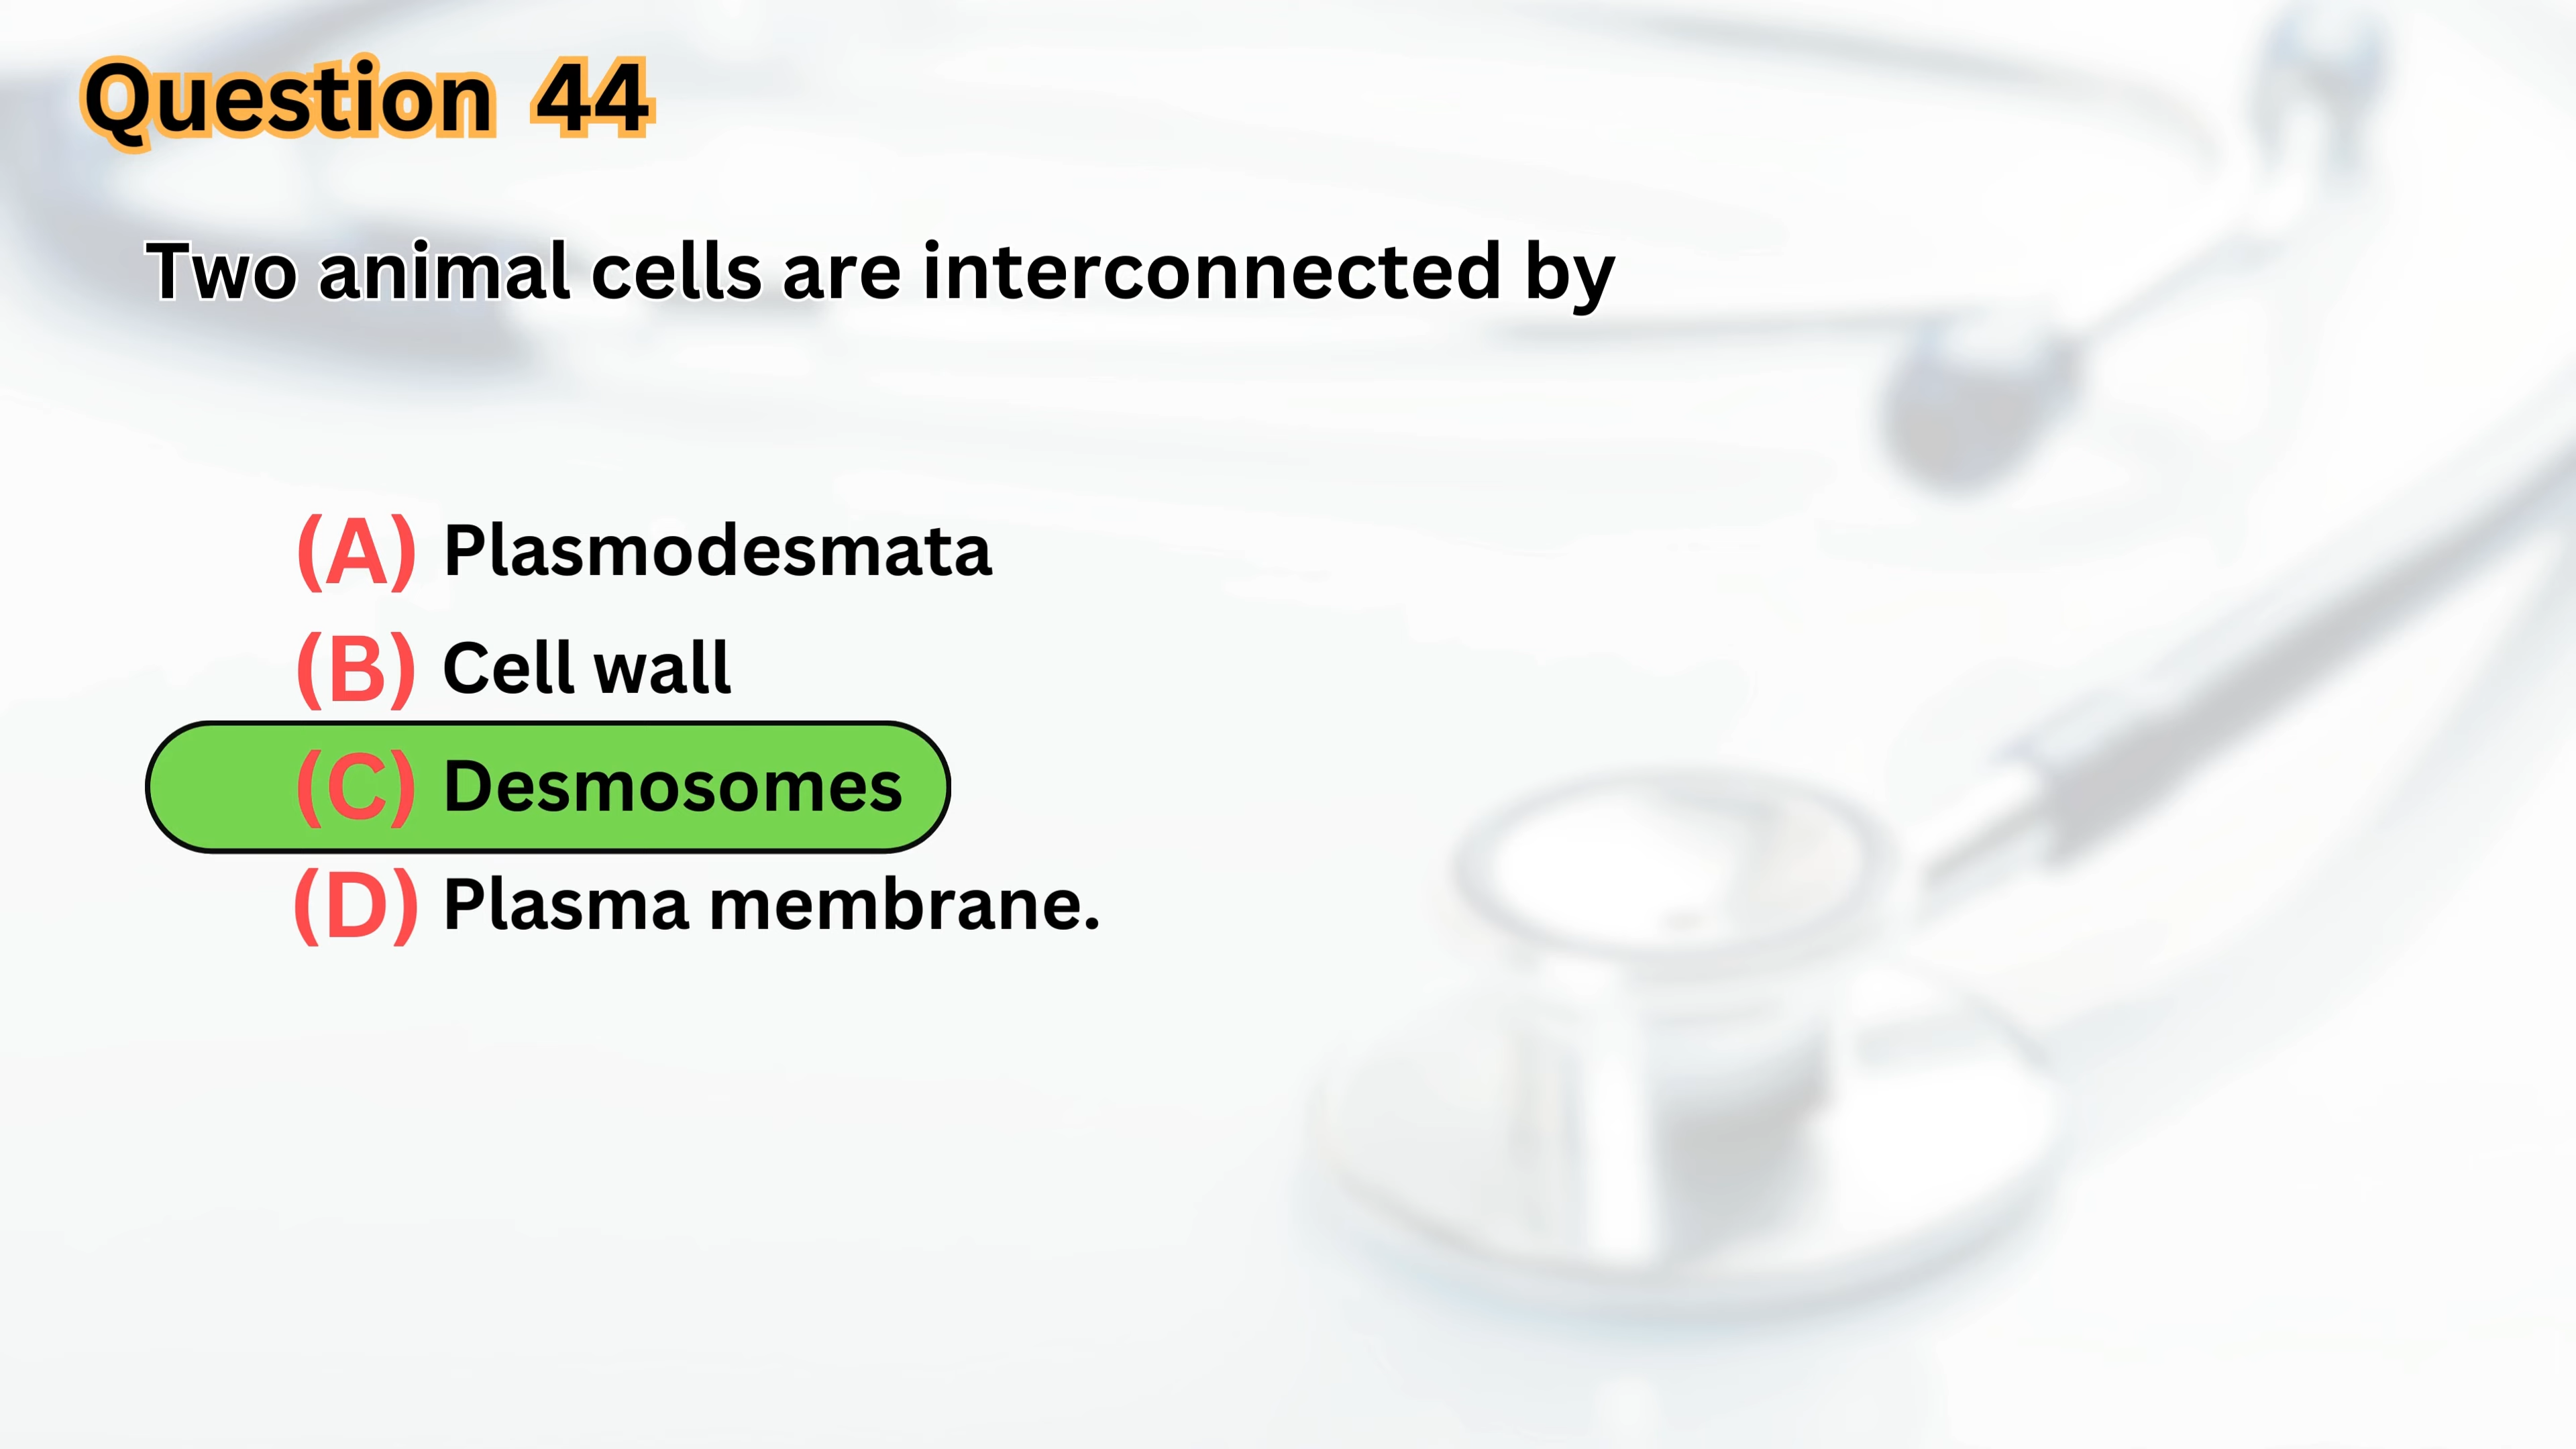 Question 44
Two animal cells are interconnected by
(A) Plasmodesmata
(B) Cell wall
(C) Desmosomes
(D) Plasma membrane.